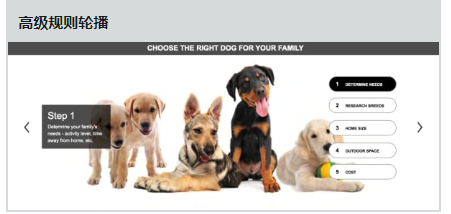 高级规则轮播
CHOOSE THE RIGHT DOG FOR YOUR FAMILY
Step 1
Determine your family's
needs - activity level, time
away from home, etc.
1 DETERMINE NEEDS
2 RESEARCH BREEDS
3 HOME SIZE
4 OUTDOOR SPACE
5 COST